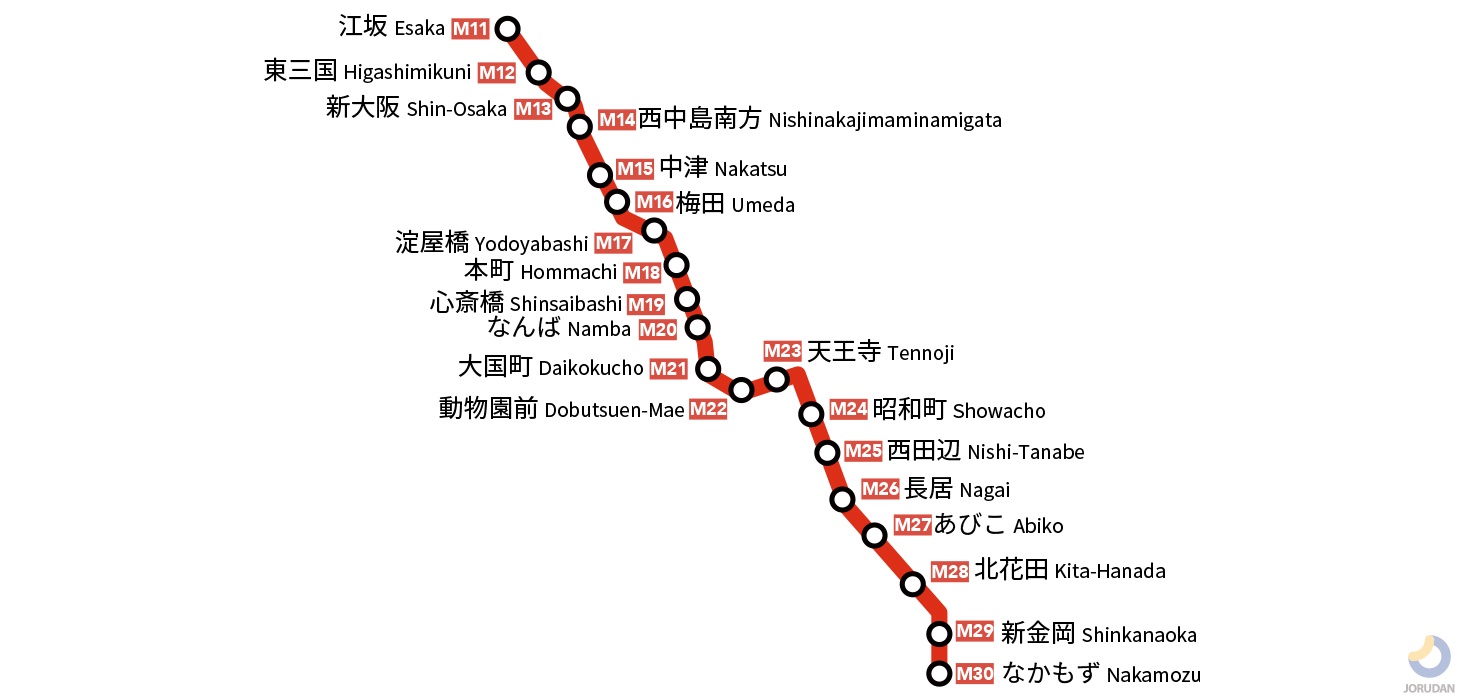 江坂 Esaka M11
東三国 Higashimikuni M12
新大阪 Shin-Osaka M13
M14 西中島南方 Nishinakajimaminamigata
M15 中津 Nakatsu
M16 梅田 Umeda
淀屋橋 Yodoyabashi M17
本町 Hommachi M18
心斎橋 Shinsaibashi M19
なんば Namba M20
M23 天王寺 Tennoji
大国町 Daikokucho M21
動物園前 Dobutsuen-Mae M22
M24 昭和町 Showacho
M25 西田辺 Nishi-Tanabe
M26 長居 Nagai
M27 あびこ Abiko
M28 北花田 Kita-Hanada
M29 新金岡 Shinkanaoka
M30 なかもず Nakamozu
JORUDAN